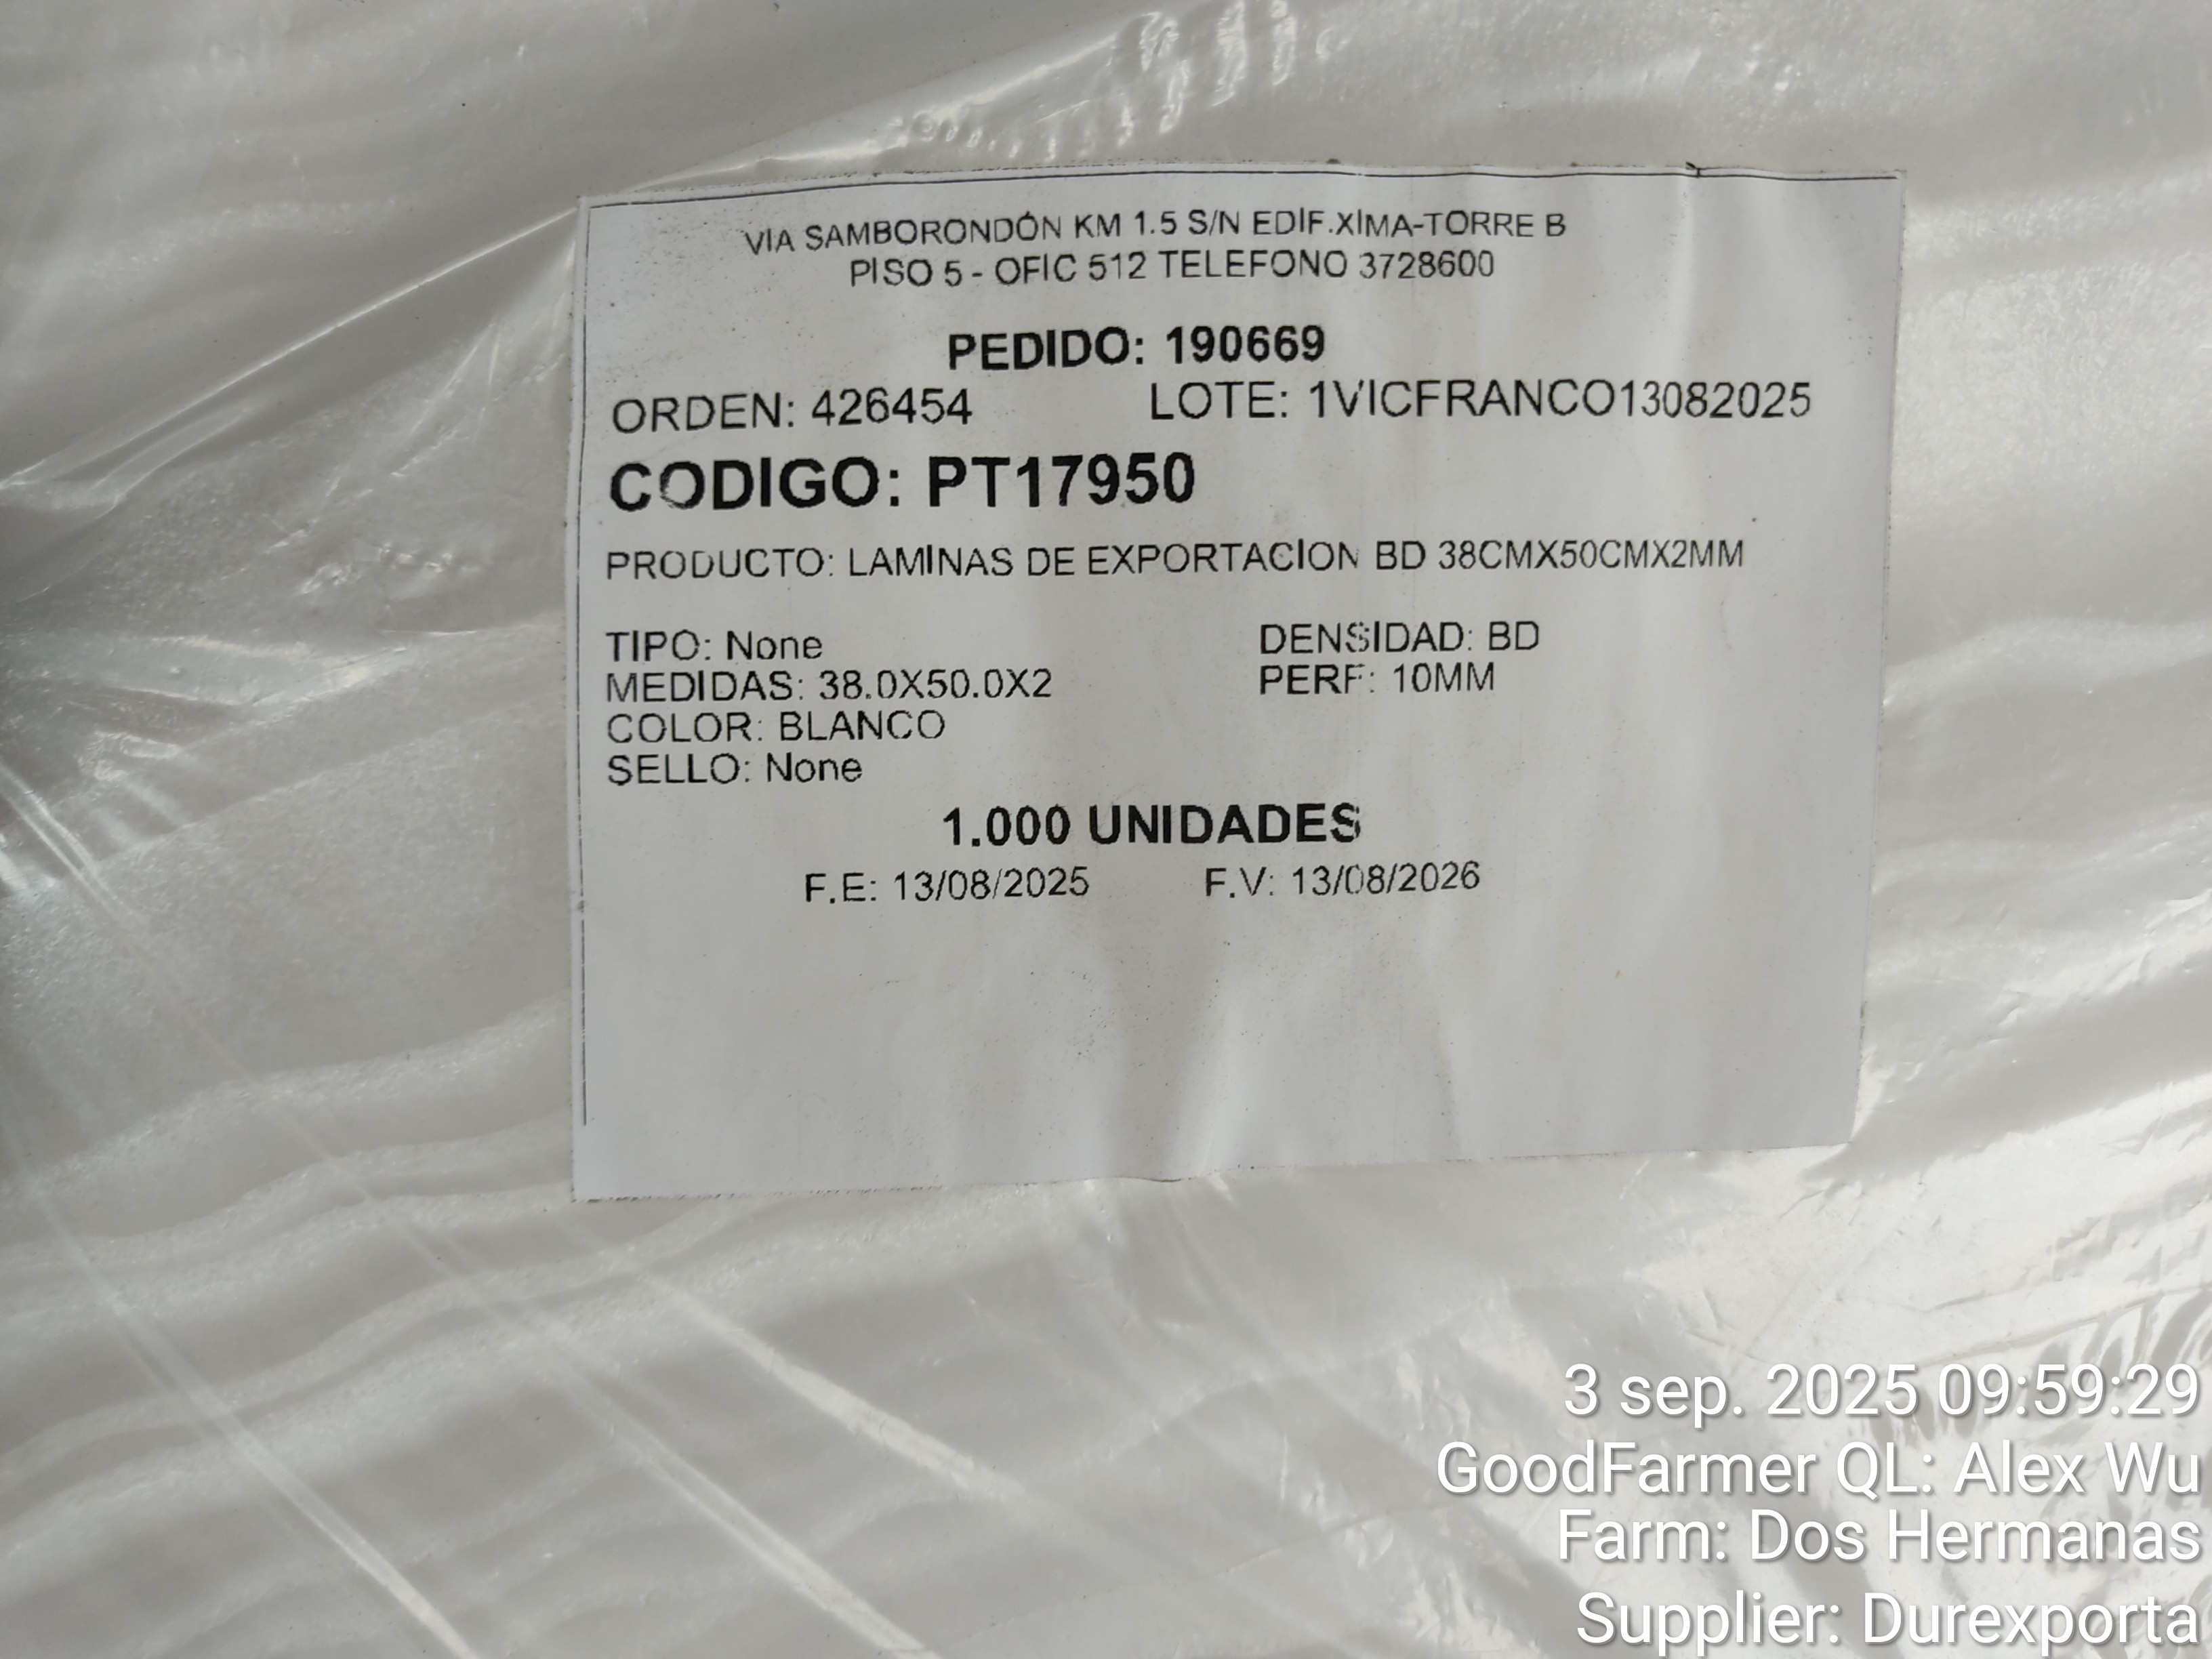 VIA SAMBORONDÓN KM 1.5 S/N EDIF.XIMA-TORRE B
PISO 5 - OFIC 512 TELEFONO 3728600
PEDIDO: 190669
ORDEN: 426454 LOTE: 1VICFRANCO13082025
CODIGO: PT17950
PRODUCTO: LAMINAS DE EXPORTACION BD 38CMX50CMX2MM
TIPO: None DENSIDAD: BD
MEDIDAS: 38.0X50.0X2 PERF: 10MM
COLOR: BLANCO
SELLO: None
1.000 UNIDADES
F.E: 13/08/2025 F.V: 13/08/2026
3 sep. 2025 09:59:29
GoodFarmer QL: Alex Wu
Farm: Dos Hermanas
Supplier: Durexporta